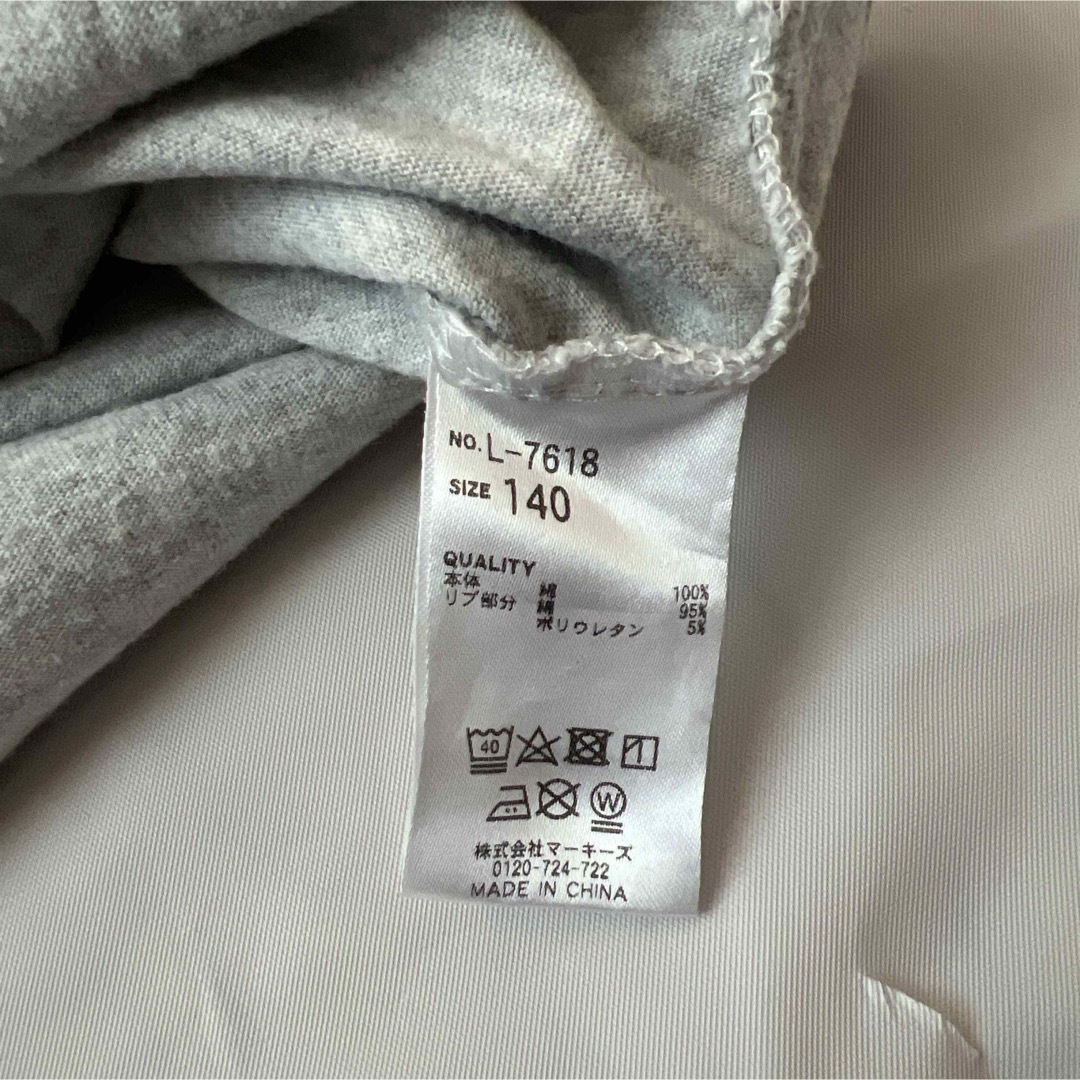 NO. L-7618
SIZE 140
QUALITY
本体 綿 100%
リブ部分 綿 95%
ポリウレタン 5%
40
W
株式会社マーキーズ
0120-724-722
MADE IN CHINA